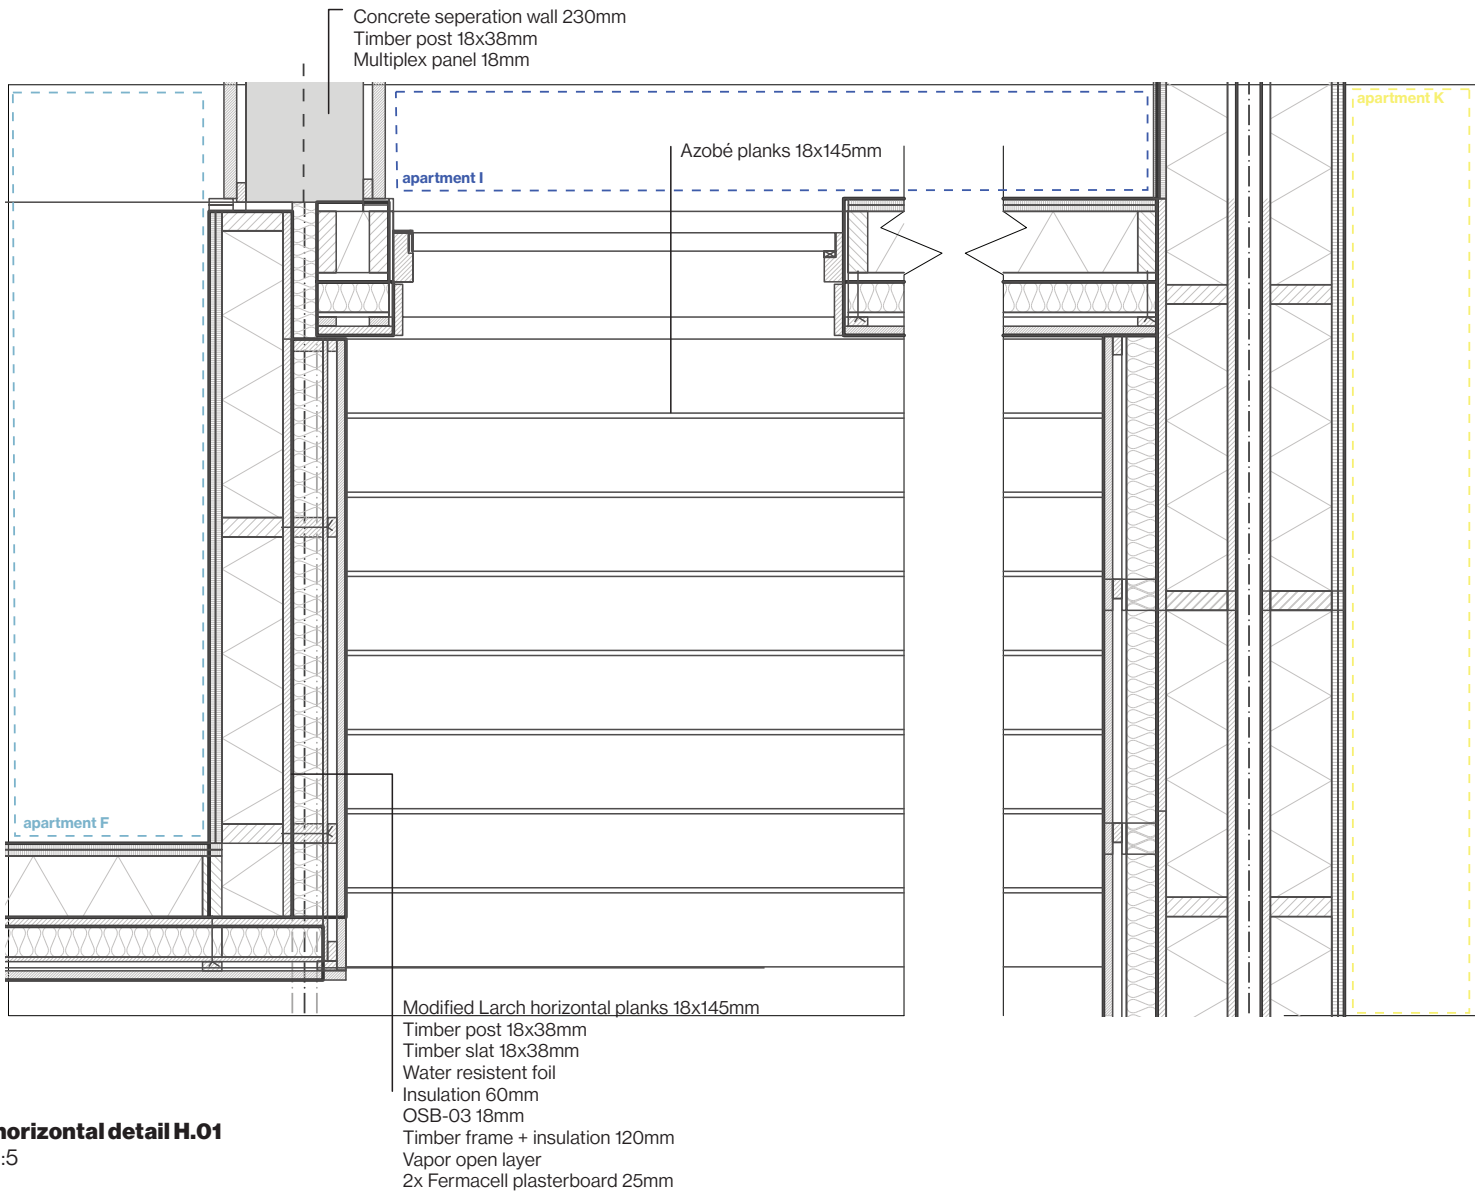 Concrete seperation wall 230mm
Timber post 18x38mm
Multiplex panel 18mm
apartment K
Azobé planks 18x145mm
apartment I
apartment F
Modified Larch horizontal planks 18x145mm
Timber post 18x38mm
Timber slat 18x38mm
Water resistent foil
Insulation 60mm
OSB-03 18mm
Timber frame + insulation 120mm
Vapor open layer
2x Fermacell plasterboard 25mm
horizontal detail H.01
:5